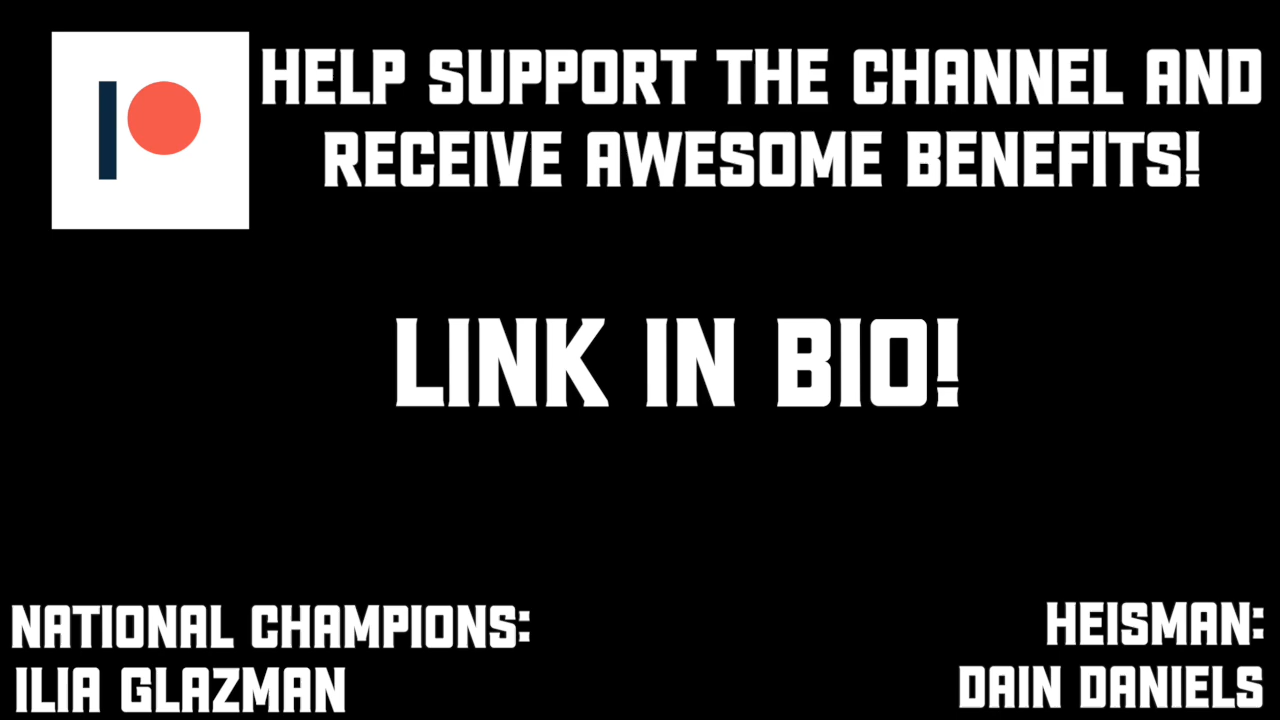 HELP SUPPORT THE CHANNEL AND
RECEIVE AWESOME BENEFITS!
LINK IN BIO!
NATIONAL CHAMPIONS:
ILIA GLAZMAN
HEISMAN:
DAIN DANIELS